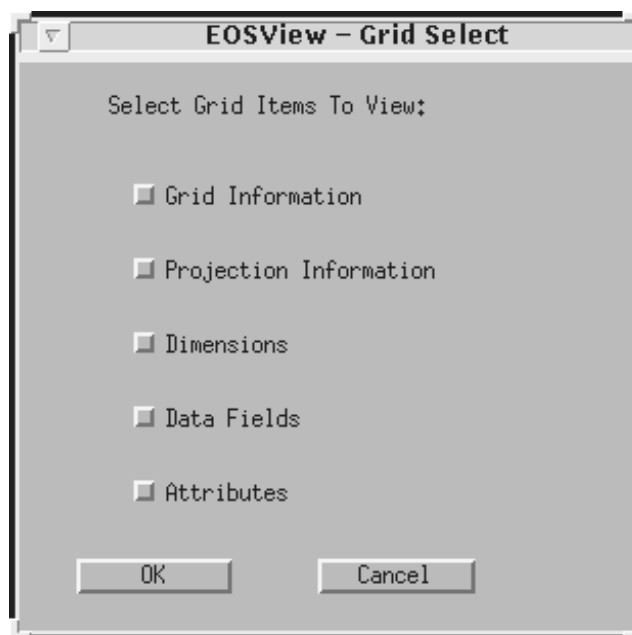 EOSView – Grid Select
Select Grid Items To View:
Grid Information
Projection Information
Dimensions
Data Fields
Attributes
OK Cancel